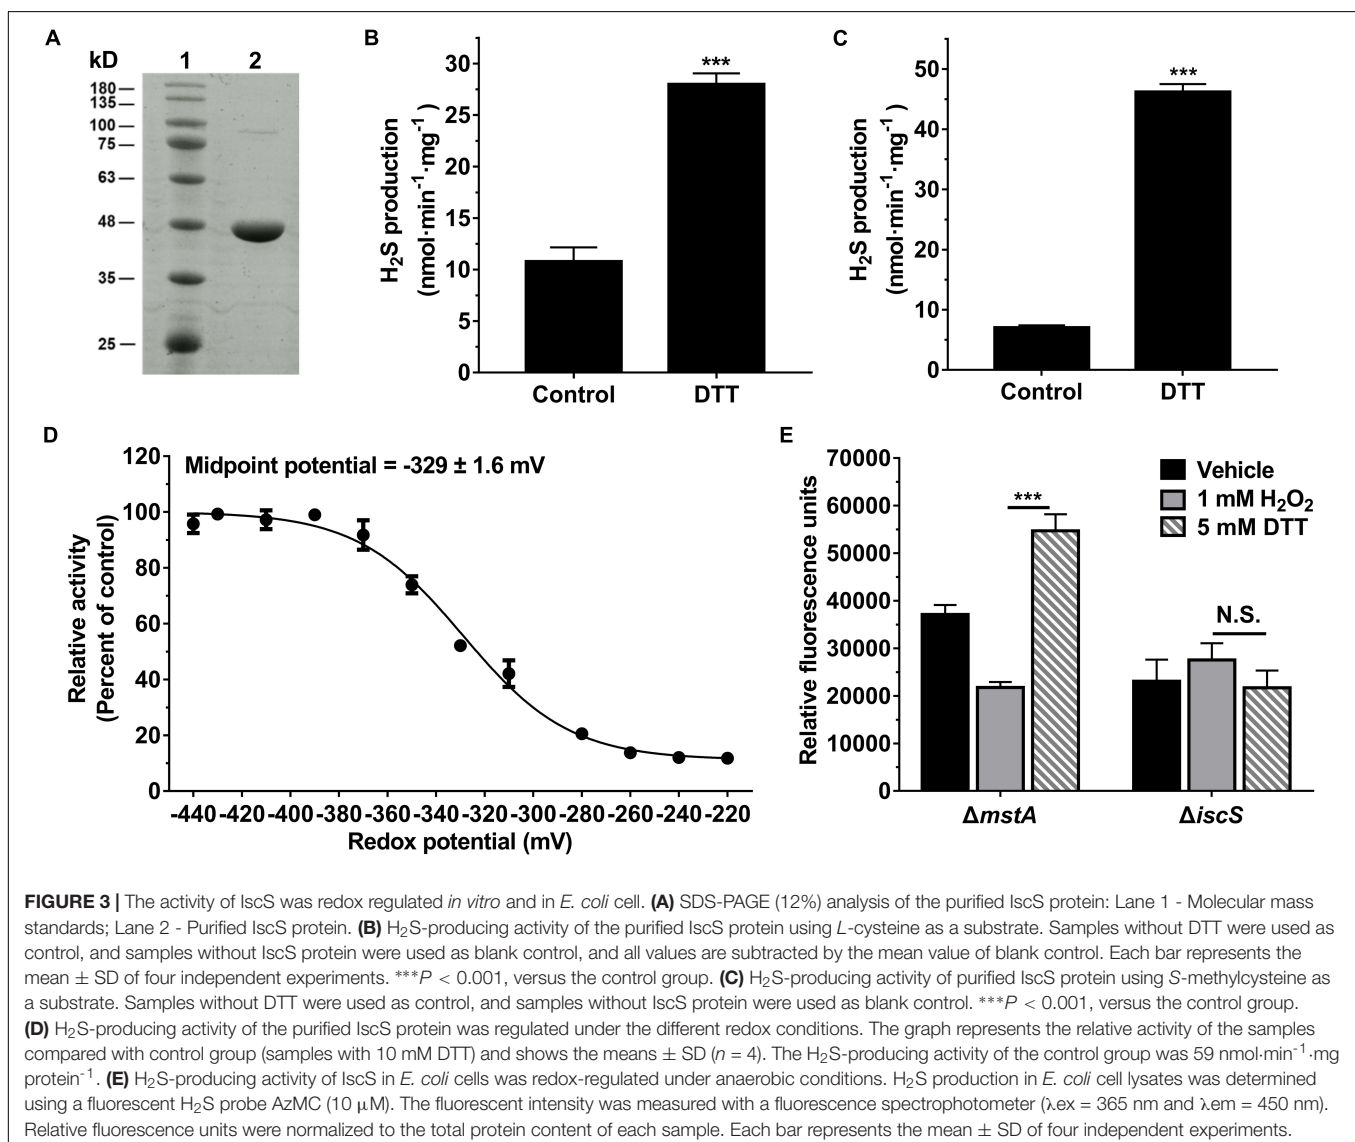 A
kD 1 2
180
135
100
75
63
48
35
25
B
H₂S production
(nmol·min⁻¹·mg⁻¹)
30
25
20
15
10
5
0
***
Control DTT
C
H₂S production
(nmol·min⁻¹·mg⁻¹)
50
40
30
20
10
0
***
Control DTT
D
Midpoint potential = -329 ± 1.6 mV
Relative activity
(Percent of control)
120
100
80
60
40
20
0
-440 -420 -400 -380 -360 -340 -320 -300 -280 -260 -240 -220
Redox potential (mV)
E
Relative fluorescence units
70000
60000
50000
40000
30000
20000
10000
0
Vehicle
1 mM H₂O₂
5 mM DTT
***
N.S.
ΔmstA ΔiscS
FIGURE 3 | The activity of IscS was redox regulated in vitro and in E. coli cell. (A) SDS-PAGE (12%) analysis of the purified IscS protein: Lane 1 - Molecular mass
standards; Lane 2 - Purified IscS protein. (B) H₂S-producing activity of the purified IscS protein using L-cysteine as a substrate. Samples without DTT were used as
control, and samples without IscS protein were used as blank control, and all values are subtracted by the mean value of blank control. Each bar represents the
mean ± SD of four independent experiments. ***P < 0.001, versus the control group. (C) H₂S-producing activity of purified IscS protein using S-methylcysteine as
a substrate. Samples without DTT were used as control, and samples without IscS protein were used as blank control. ***P < 0.001, versus the control group.
(D) H₂S-producing activity of the purified IscS protein was regulated under the different redox conditions. The graph represents the relative activity of the samples
compared with control group (samples with 10 mM DTT) and shows the means ± SD (n = 4). The H₂S-producing activity of the control group was 59 nmol·min⁻¹·mg
protein⁻¹. (E) H₂S-producing activity of IscS in E. coli cells was redox-regulated under anaerobic conditions. H₂S production in E. coli cell lysates was determined
using a fluorescent H₂S probe AzMC (10 μM). The fluorescent intensity was measured with a fluorescence spectrophotometer (λex = 365 nm and λem = 450 nm).
Relative fluorescence units were normalized to the total protein content of each sample. Each bar represents the mean ± SD of four independent experiments.